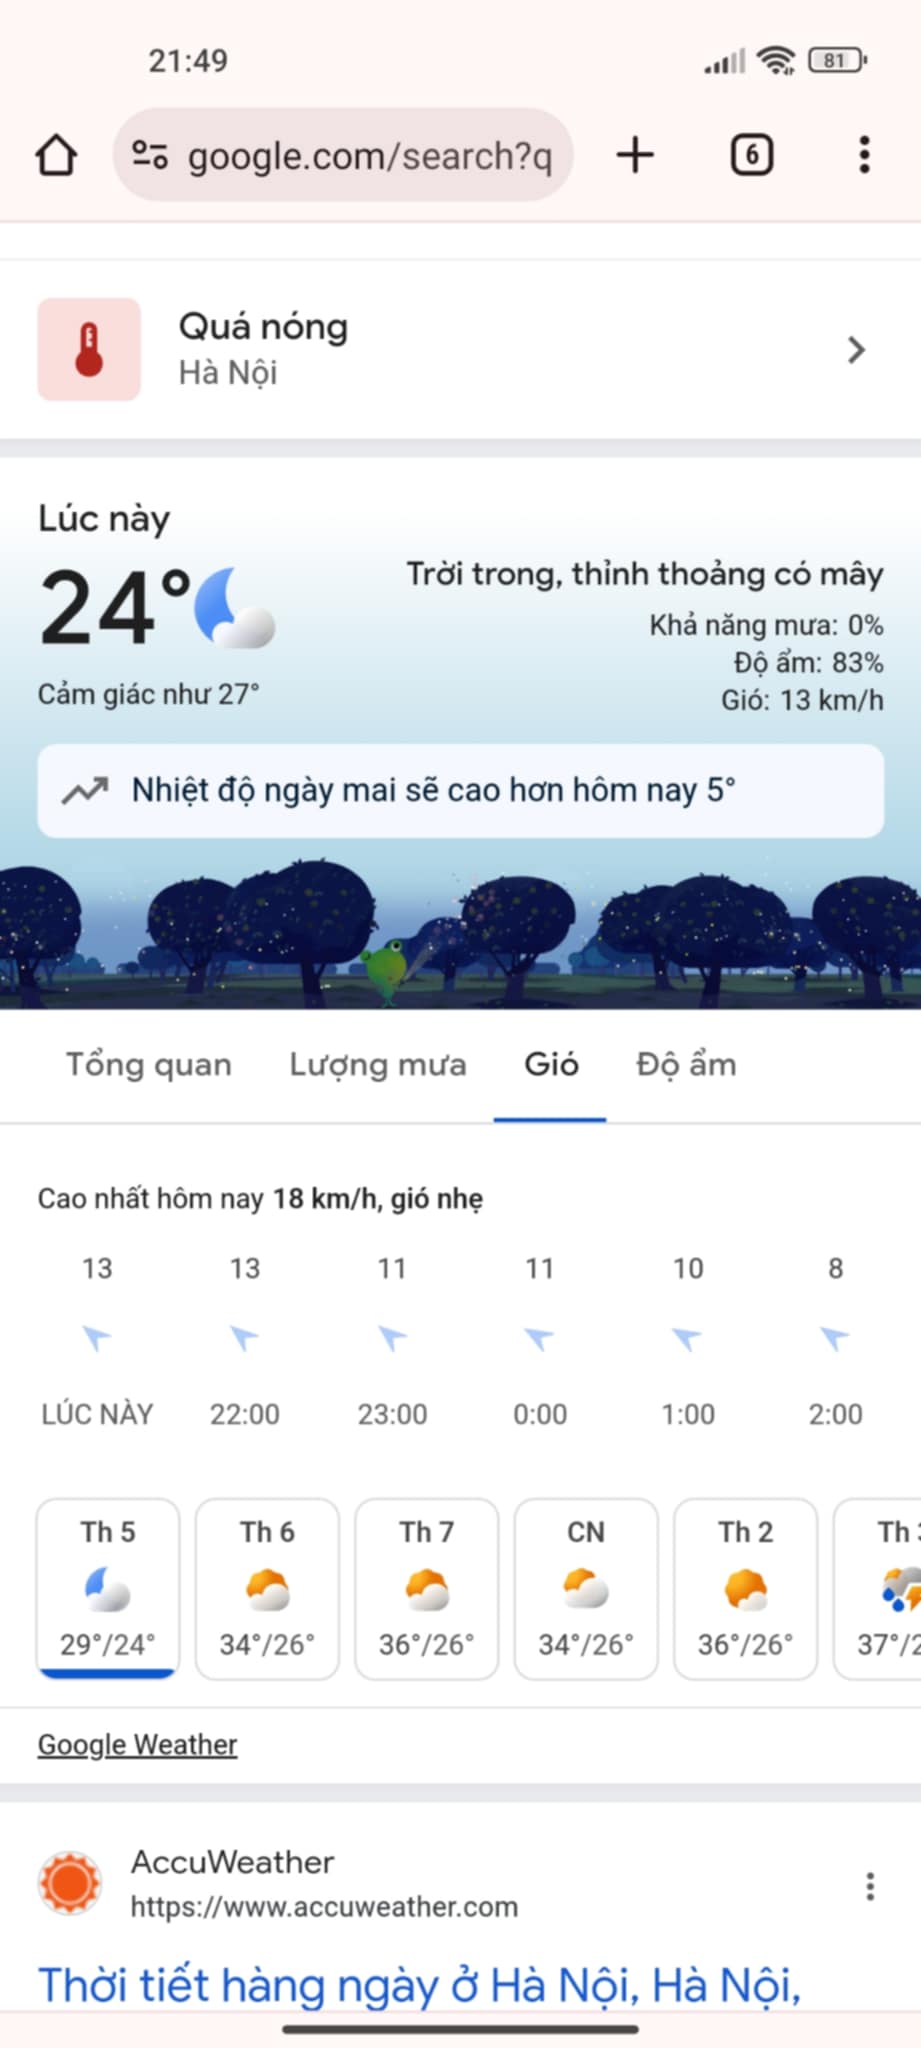 21:49
81
google.com/search?q
6
Quá nóng
Hà Nội
Lúc này
24°
Trời trong, thỉnh thoảng có mây
Khả năng mưa: 0%
Độ ẩm: 83%
Gió: 13 km/h
Cảm giác như 27°
Nhiệt độ ngày mai sẽ cao hơn hôm nay 5°
Tổng quan Lượng mưa Gió Độ ẩm
Cao nhất hôm nay 18 km/h, gió nhẹ
13 13 11 11 10 8
LÚC NÀY 22:00 23:00 0:00 1:00 2:00
Th 5 Th 6 Th 7 CN Th 2 Th
29°/24° 34°/26° 36°/26° 34°/26° 36°/26° 37°/2
Google Weather
AccuWeather
https://www.accuweather.com
Thời tiết hàng ngày ở Hà Nội, Hà Nội,